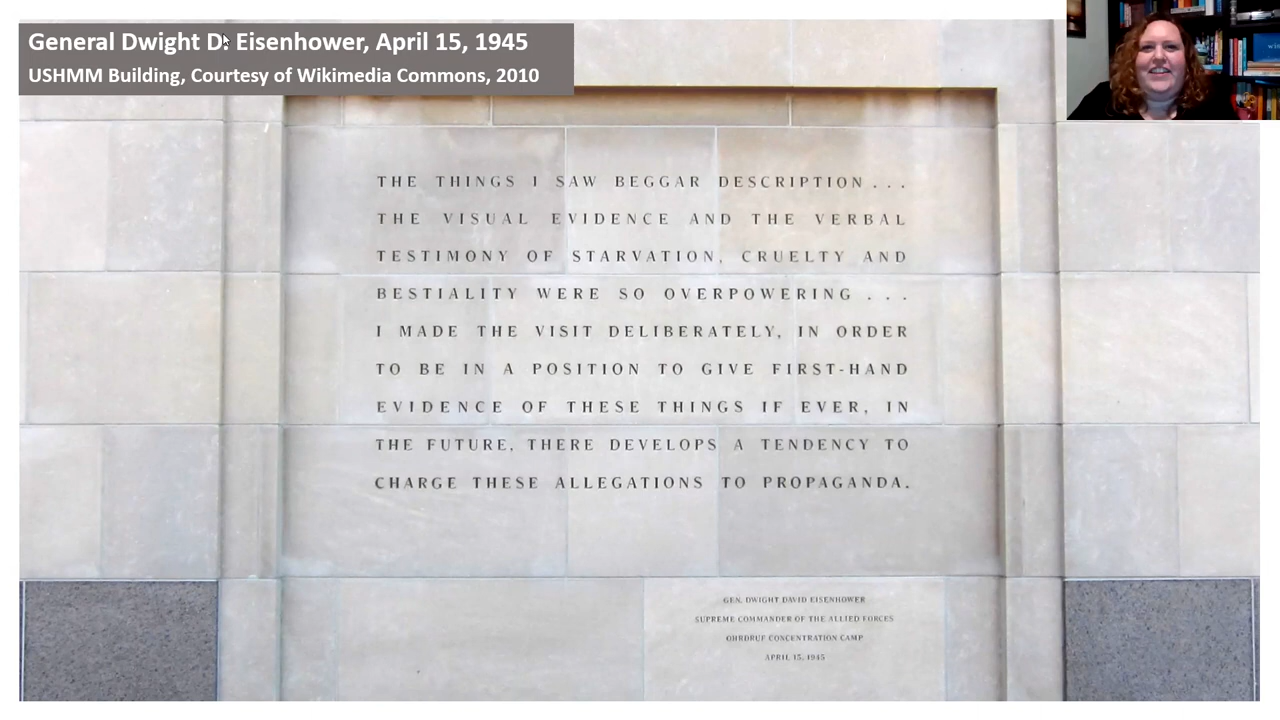 General Dwight D. Eisenhower, April 15, 1945
USHMM Building, Courtesy of Wikimedia Commons, 2010
THE THINGS I SAW BEGGAR DESCRIPTION...
THE VISUAL EVIDENCE AND THE VERBAL
TESTIMONY OF STARVATION, CRUELTY AND
BESTIALITY WERE SO OVERPOWERING ...
I MADE THE VISIT DELIBERATELY, IN ORDER
TO BE IN A POSITION TO GIVE FIRST-HAND
EVIDENCE OF THESE THINGS IF EVER, IN
THE FUTURE, THERE DEVELOPS A TENDENCY TO
CHARGE THESE ALLEGATIONS TO PROPAGANDA.
GEN. DWIGHT DAVID EISENHOWER
SUPREME COMMANDER OF THE ALLIED FORCES
OHRDRUF CONCENTRATION CAMP
APRIL 15, 1945